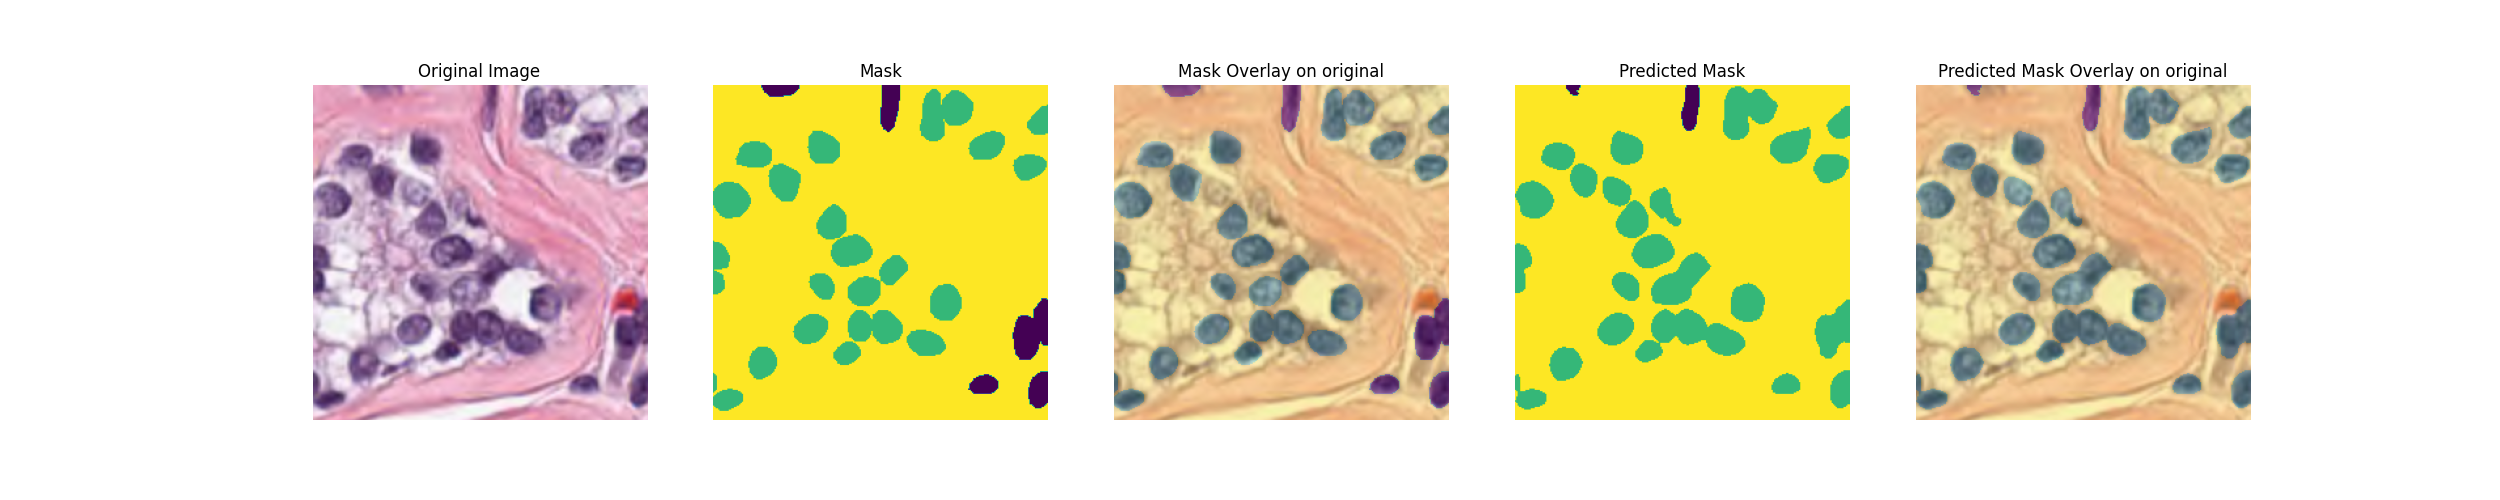 Original Image
Mask
Mask Overlay on original
Predicted Mask
Predicted Mask Overlay on original